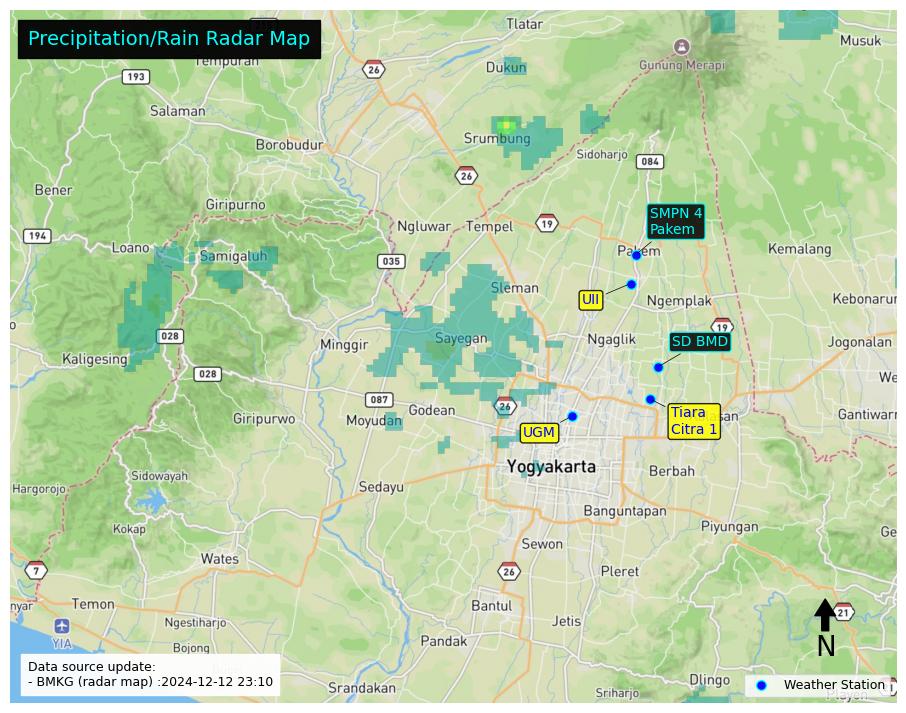 Precipitation/Rain Radar Map
Tlatar
Musuk
Gunung Merapi
Tempuran
26
193
Dukun
Salaman
Srumbung
Borobudur
Sidoharjo
084
26
Bener
Giripurno
SMPN 4
Pakem
Ngluwar
Tempel
19
194
Loano
Samigaluh
Pakem
Kemalang
035
Sleman
UII
Ngemplak
Kebonarum
028
Minggir
Sayegan
Ngaglik
19
SD BMD
Jogonalan
Kaligesing
028
087
Godean
26
Giripurwo
Moyudan
UGM
Tiara
Citra 1
Gantiwarn
Yogyakarta
Berbah
Sidowayah
Hargorojo
Sedayu
Banguntapan
Kokap
Piyungan
Sewon
Wates
7
26
Pleret
Temon
Bantul
21
Ngestiharjo
Jetis
YIA
Bojong
Pandak
N
Data source update:
- BMKG (radar map) :2024-12-12 23:10
Srandakan
Sriharjo
Dlingo
Weather Station
Playen